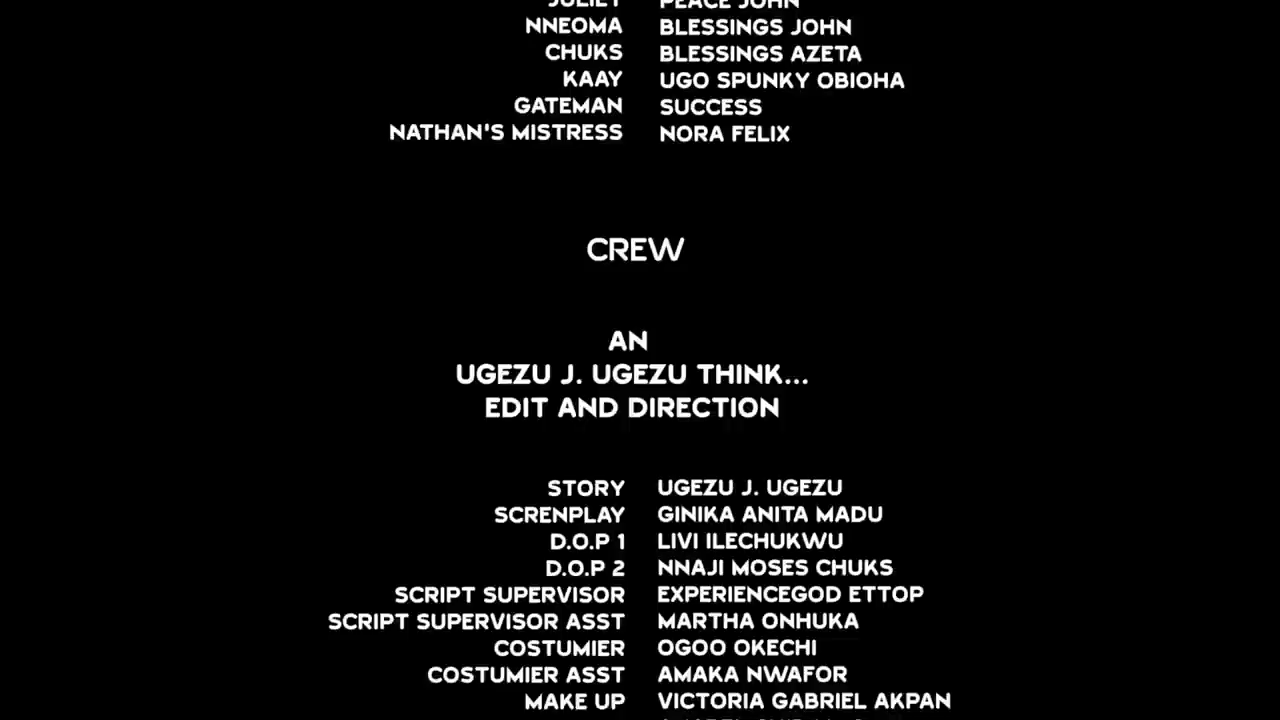 JULIET PEACE JOHN
NNEOMA BLESSINGS JOHN
CHUKS BLESSINGS AZETA
KAAY UGO SPUNKY OBIOHA
GATEMAN SUCCESS
NATHAN'S MISTRESS NORA FELIX
CREW
AN
UGEZU J. UGEZU THINK...
EDIT AND DIRECTION
STORY UGEZU J. UGEZU
SCRENPLAY GINIKA ANITA MADU
D.O.P 1 LIVI ILECHUKWU
D.O.P 2 NNAJI MOSES CHUKS
SCRIPT SUPERVISOR EXPERIENCEGOD ETTOP
SCRIPT SUPERVISOR ASST MARTHA ONHUKA
COSTUMIER OGOO OKECHI
COSTUMIER ASST AMAKA NWAFOR
MAKE UP VICTORIA GABRIEL AKPAN